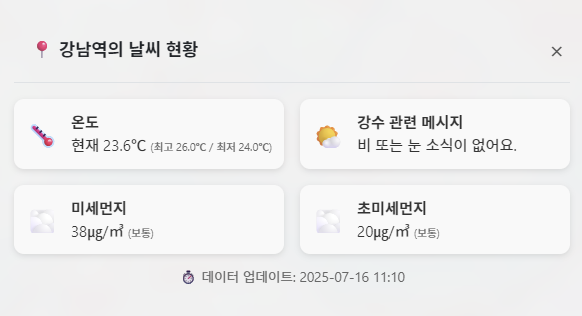 강남역의 날씨 현황
×
온도
현재 23.6℃ (최고 26.0℃ / 최저 24.0℃)
강수 관련 메시지
비 또는 눈 소식이 없어요.
미세먼지
38㎍/㎥ (보통)
초미세먼지
20㎍/㎥ (보통)
데이터 업데이트: 2025-07-16 11:10